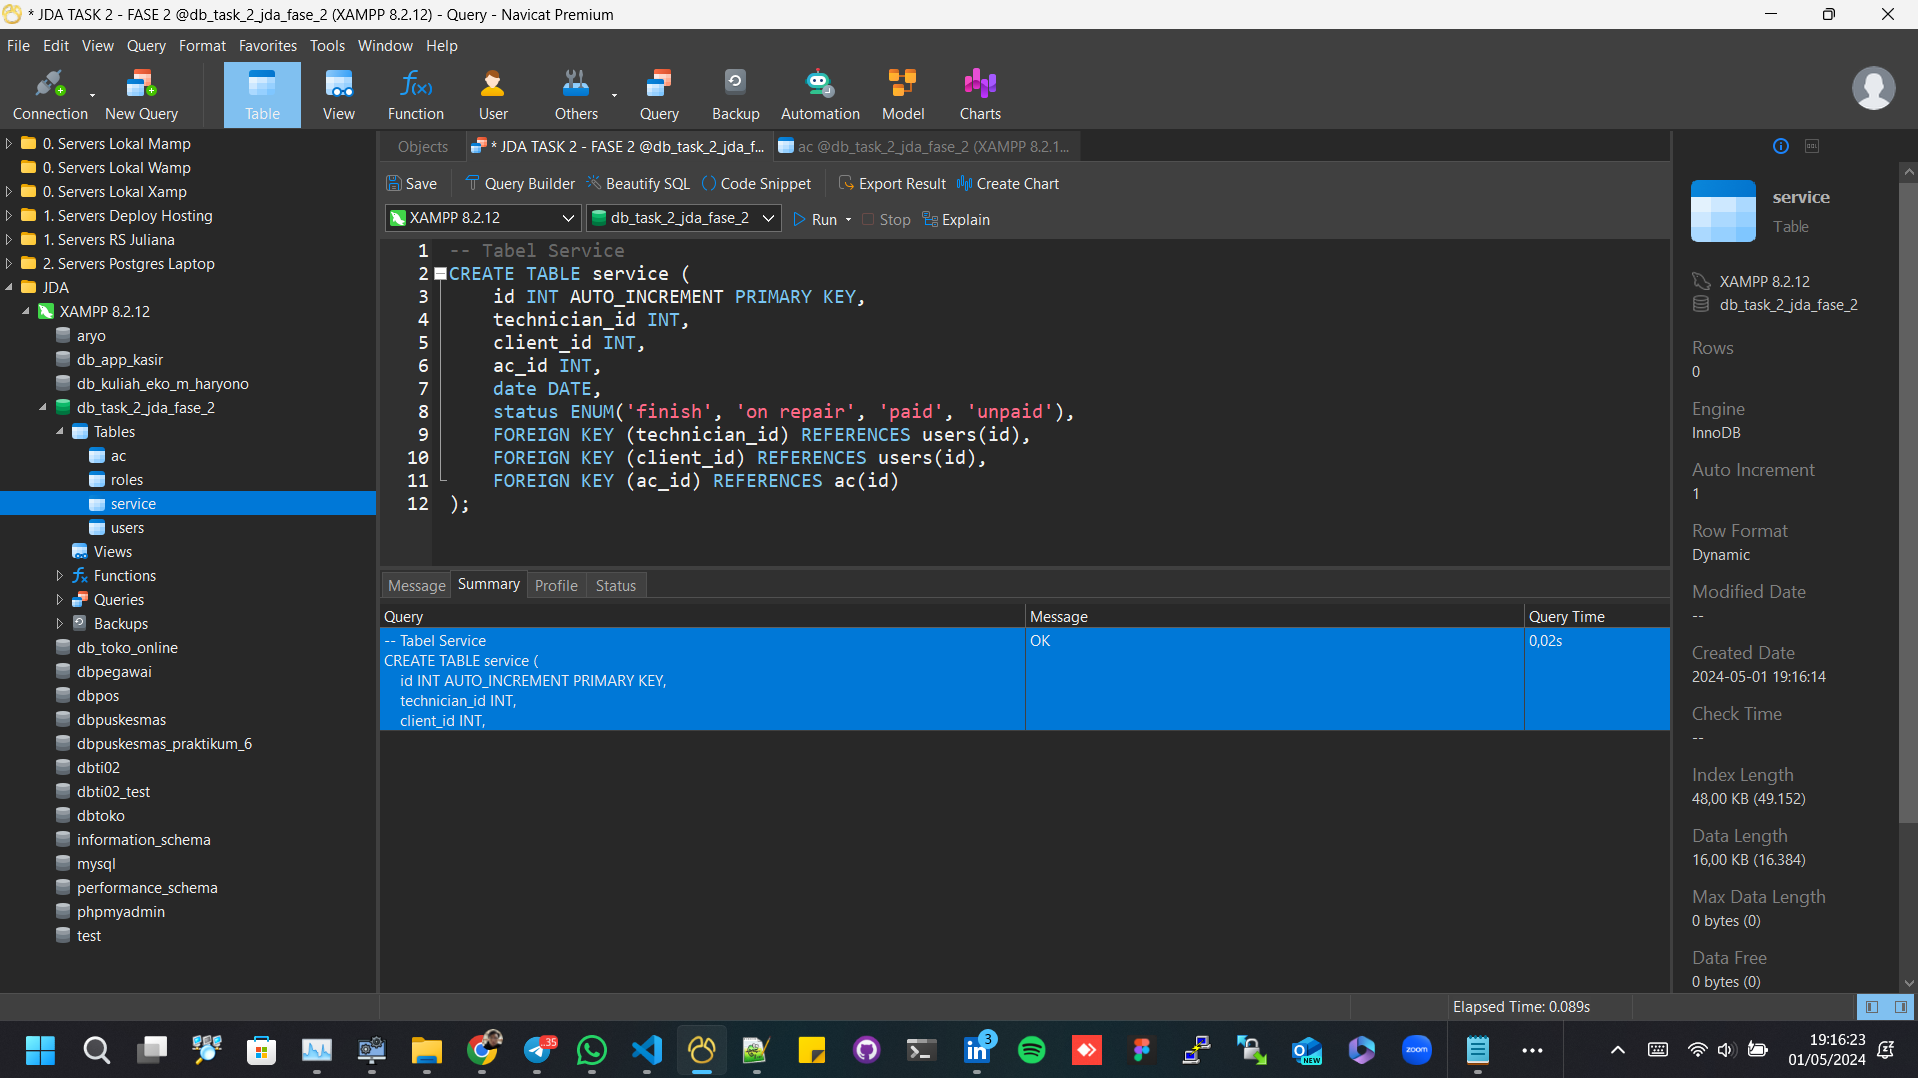 * JDA TASK 2 - FASE 2 @db_task_2_jda_fase_2 (XAMPP 8.2.12) - Query - Navicat Premium
File Edit View Query Format Favorites Tools Window Help
Connection New Query Table View Function User Others Query Backup Automation Model Charts
0. Servers Lokal Mamp
0. Servers Lokal Wamp
0. Servers Lokal Xamp
1. Servers Deploy Hosting
1. Servers RS Juliana
2. Servers Postgres Laptop
JDA
XAMPP 8.2.12
aryo
db_app_kasir
db_kuliah_eko_m_haryono
db_task_2_jda_fase_2
Tables
ac
roles
service
users
Views
Functions
Queries
Backups
db_toko_online
dbpegawai
dbpos
dbpuskesmas
dbpuskesmas_praktikum_6
dbti02
dbti02_test
dbtoko
information_schema
mysql
performance_schema
phpmyadmin
test
Objects * JDA TASK 2 - FASE 2 @db_task_2_jda_f... ac @db_task_2_jda_fase_2 (XAMPP 8.2.1...
Save Query Builder Beautify SQL Code Snippet Export Result Create Chart
XAMPP 8.2.12 db_task_2_jda_fase_2 Run Stop Explain
1 -- Tabel Service
2 CREATE TABLE service (
3 id INT AUTO_INCREMENT PRIMARY KEY,
4 technician_id INT,
5 client_id INT,
6 ac_id INT,
7 date DATE,
8 status ENUM('finish', 'on repair', 'paid', 'unpaid'),
9 FOREIGN KEY (technician_id) REFERENCES users(id),
10 FOREIGN KEY (client_id) REFERENCES users(id),
11 FOREIGN KEY (ac_id) REFERENCES ac(id)
12 );
Message Summary Profile Status
Query Message Query Time
-- Tabel Service OK 0,02s
CREATE TABLE service (
id INT AUTO_INCREMENT PRIMARY KEY,
technician_id INT,
client_id INT,
service
Table
XAMPP 8.2.12
db_task_2_jda_fase_2
Rows
0
Engine
InnoDB
Auto Increment
1
Row Format
Dynamic
Modified Date
--
Created Date
2024-05-01 19:16:14
Check Time
--
Index Length
48,00 KB (49.152)
Data Length
16,00 KB (16.384)
Max Data Length
0 bytes (0)
Data Free
0 bytes (0)
Elapsed Time: 0.089s
.35
3
NEW
zoom
19:16:23
01/05/2024